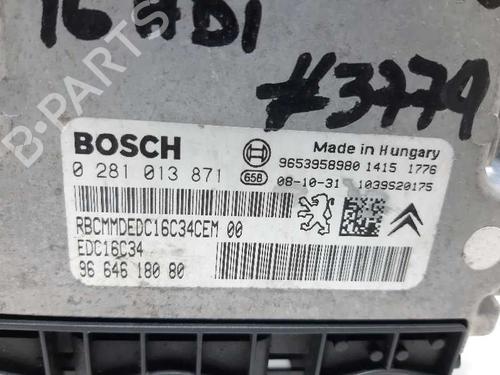 16 HDI
#3779
BOSCH
Made in Hungary
0 281 013 871
658
9653958980 1415 1776
08-10-31
1039S20175
RBCMMDEDC16C34CEM 00
EDC16C34
96 646 180 80
B-PARTS